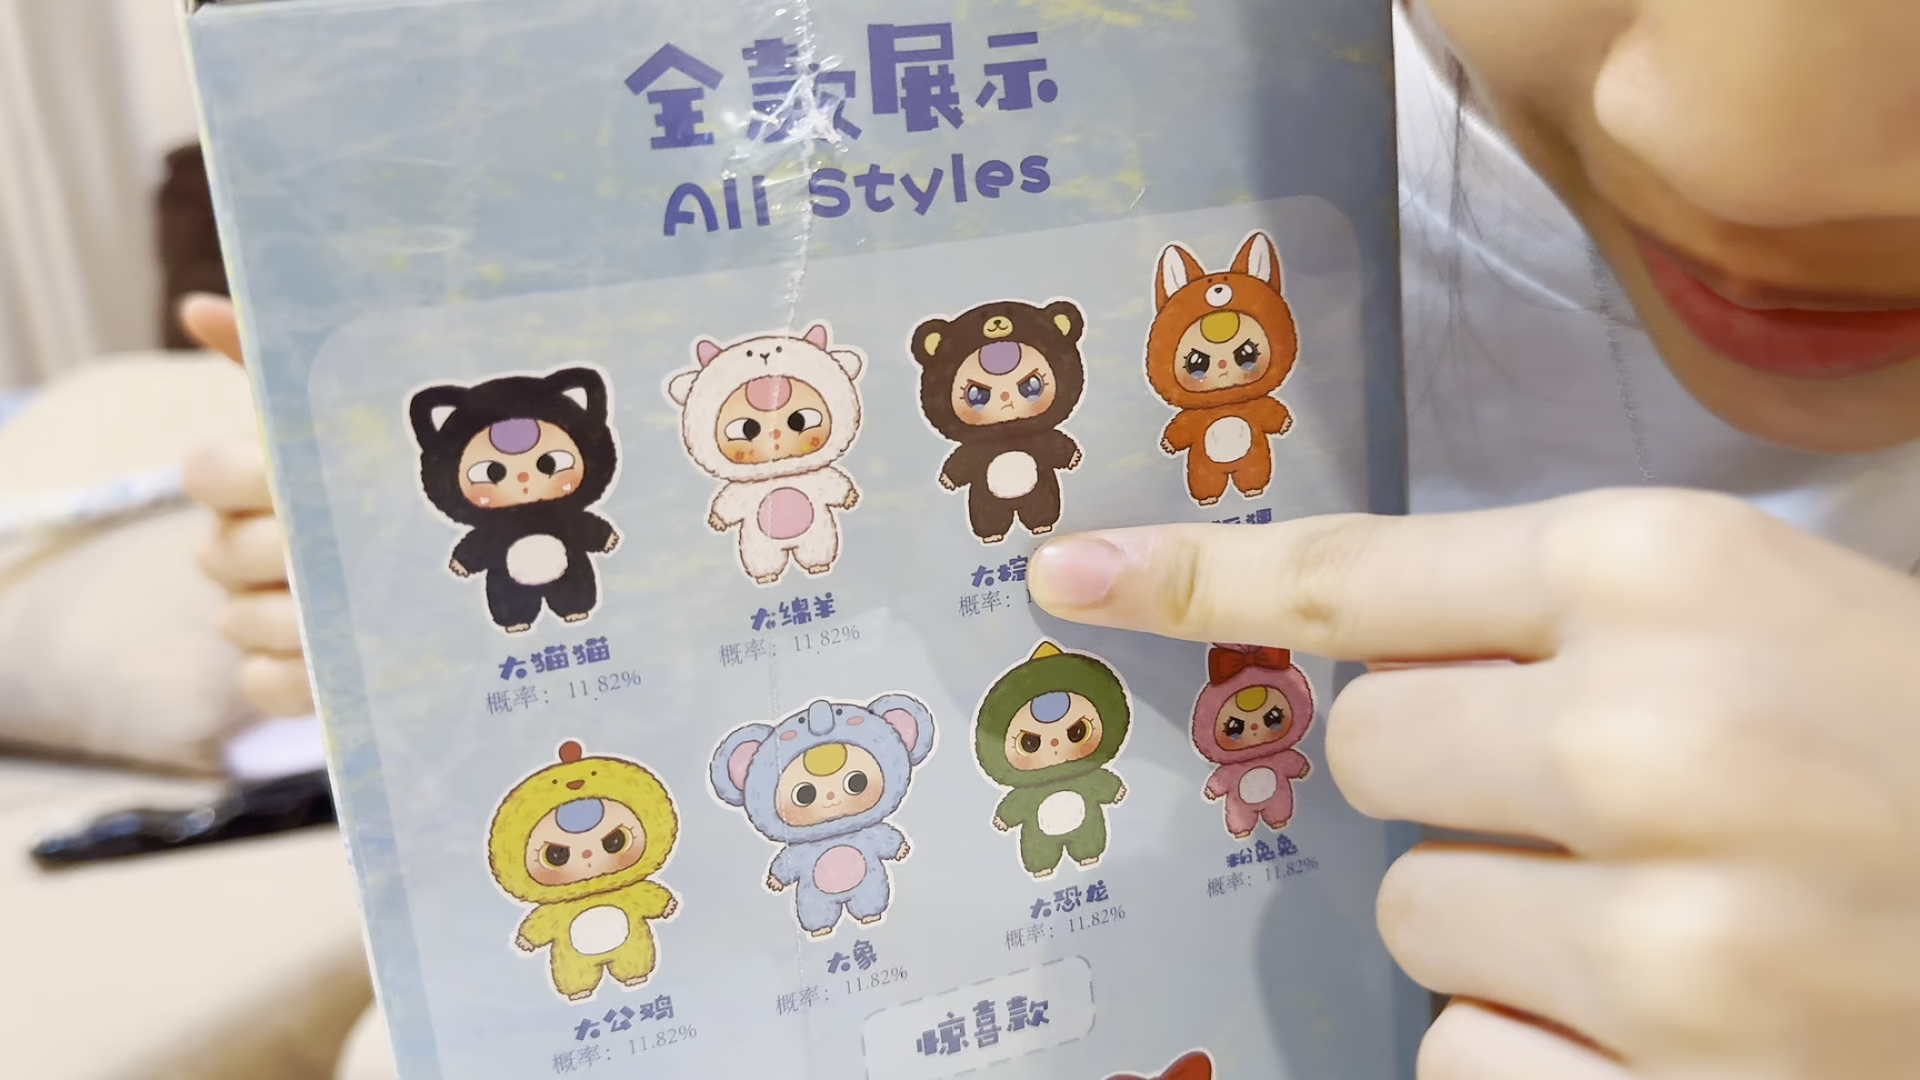 全款展示
All Styles
大猫猫
概率：11.82%
大绵羊
概率：11.82%
大棕
概率：1
狸
大公鸡
概率：11.82%
大象
概率：11.82%
大恐龙
概率：11.82%
粉兔兔
概率：11.82%
惊喜款